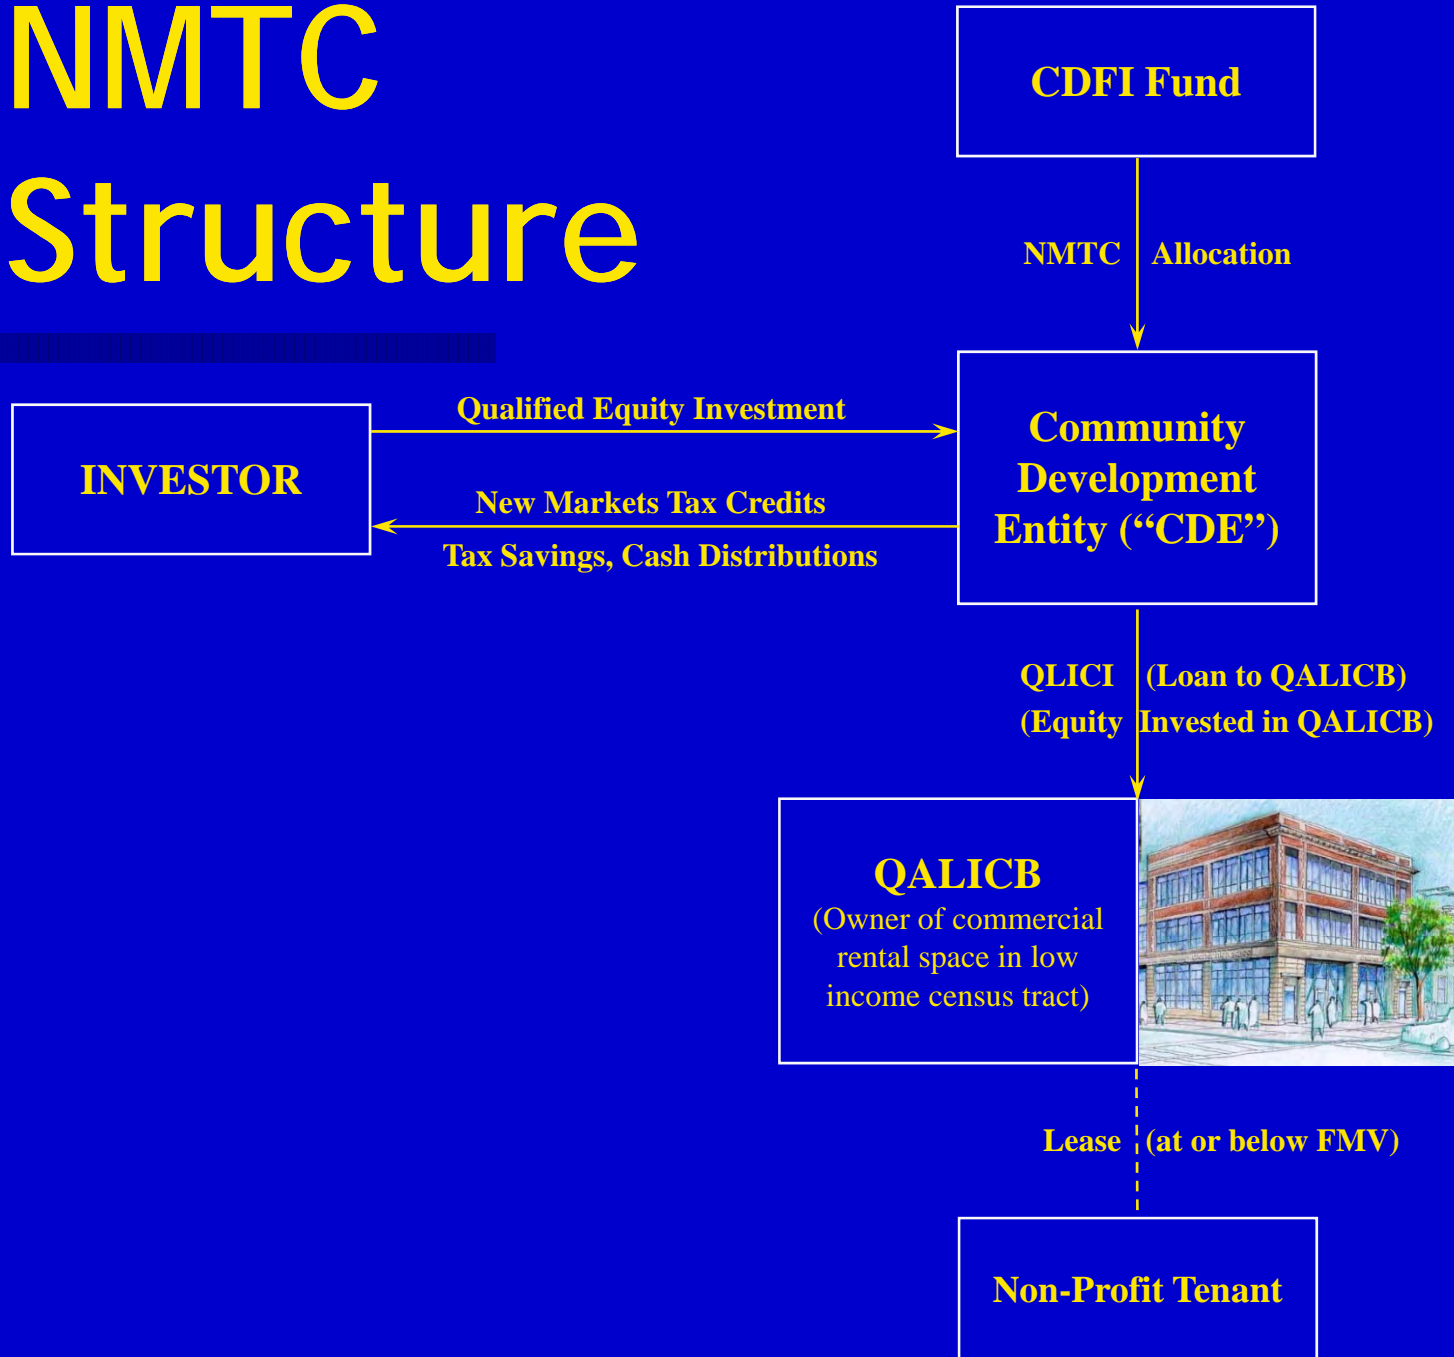 NMTC
Structure
CDFI Fund
NMTC Allocation
INVESTOR
Qualified Equity Investment
New Markets Tax Credits
Tax Savings, Cash Distributions
Community
Development
Entity (“CDE”)
QLICI (Loan to QALICB)
(Equity Invested in QALICB)
QALICB
(Owner of commercial
rental space in low
income census tract)
Lease (at or below FMV)
Non-Profit Tenant